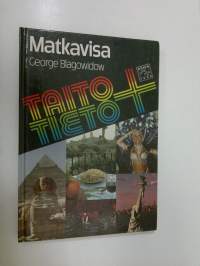 Matkavisa
George Blagowidow
TAITO
TIETO +